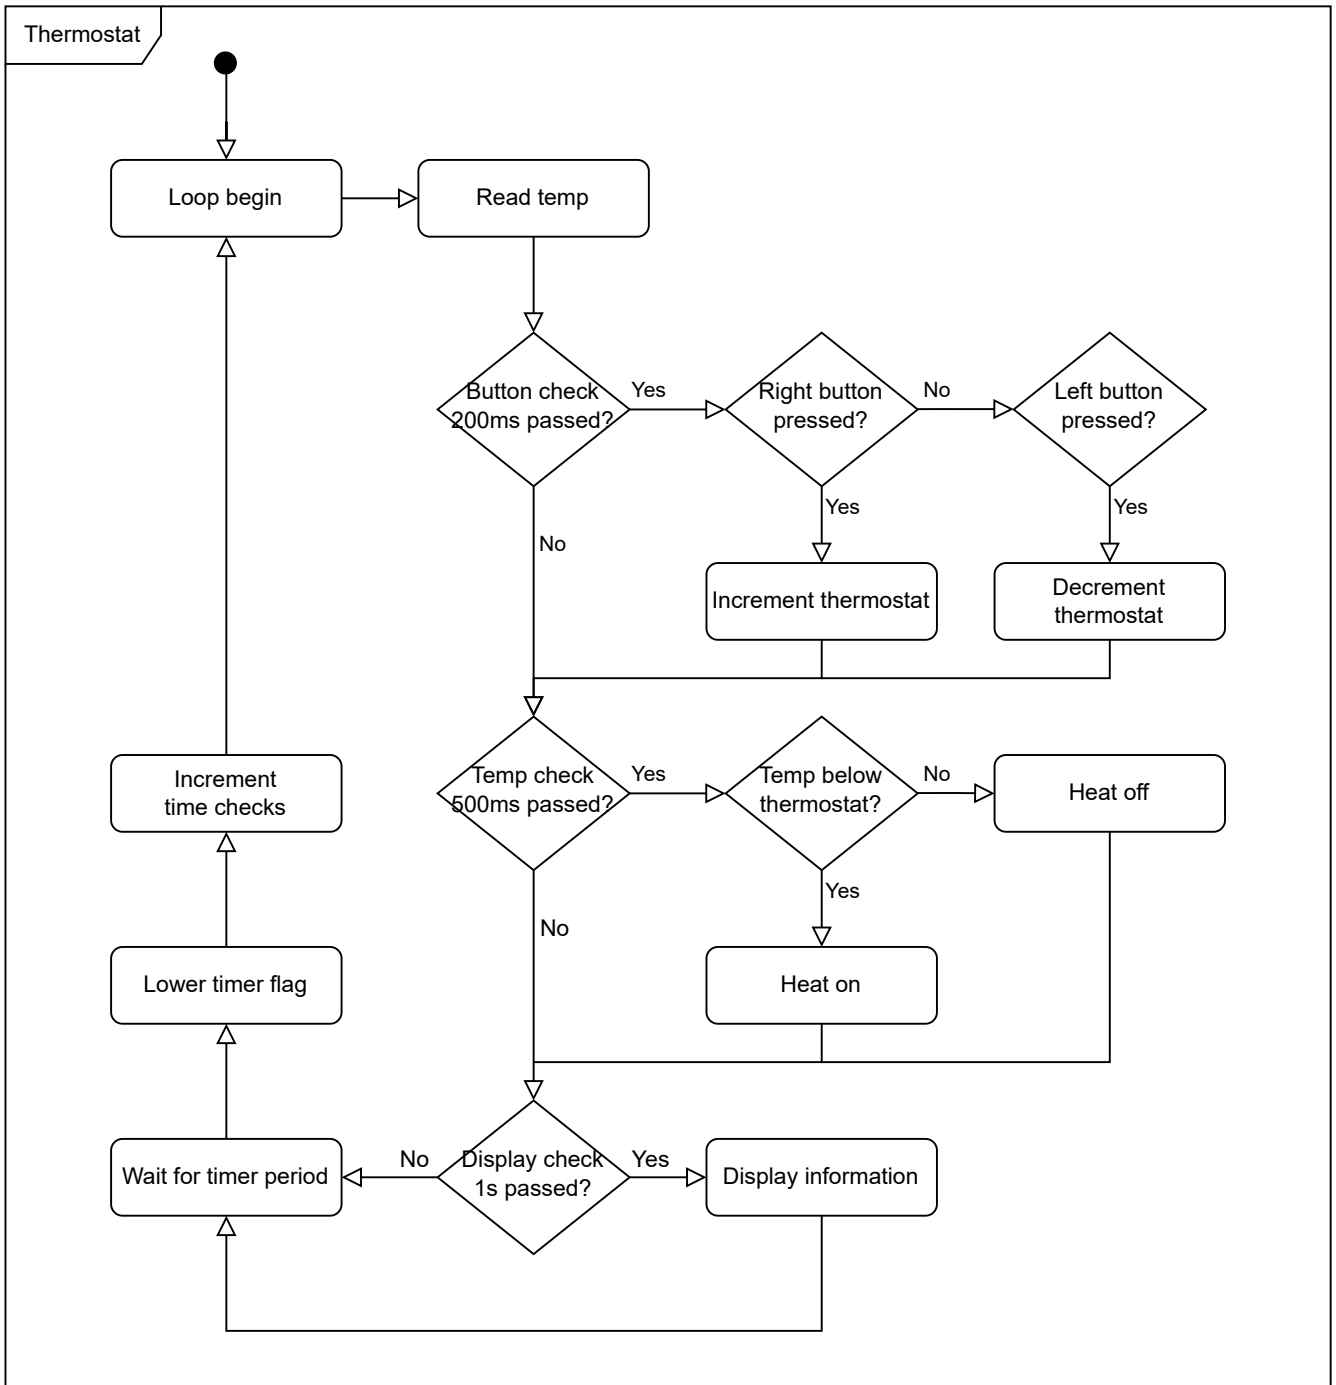 Thermostat
Loop begin
Read temp
Button check
200ms passed?
Yes
Right button
pressed?
No
Left button
pressed?
Yes
Yes
No
Increment thermostat
Decrement
thermostat
Increment
time checks
Temp check
500ms passed?
Yes
Temp below
thermostat?
No
Heat off
Yes
No
Lower timer flag
Heat on
Wait for timer period
No
Display check
1s passed?
Yes
Display information